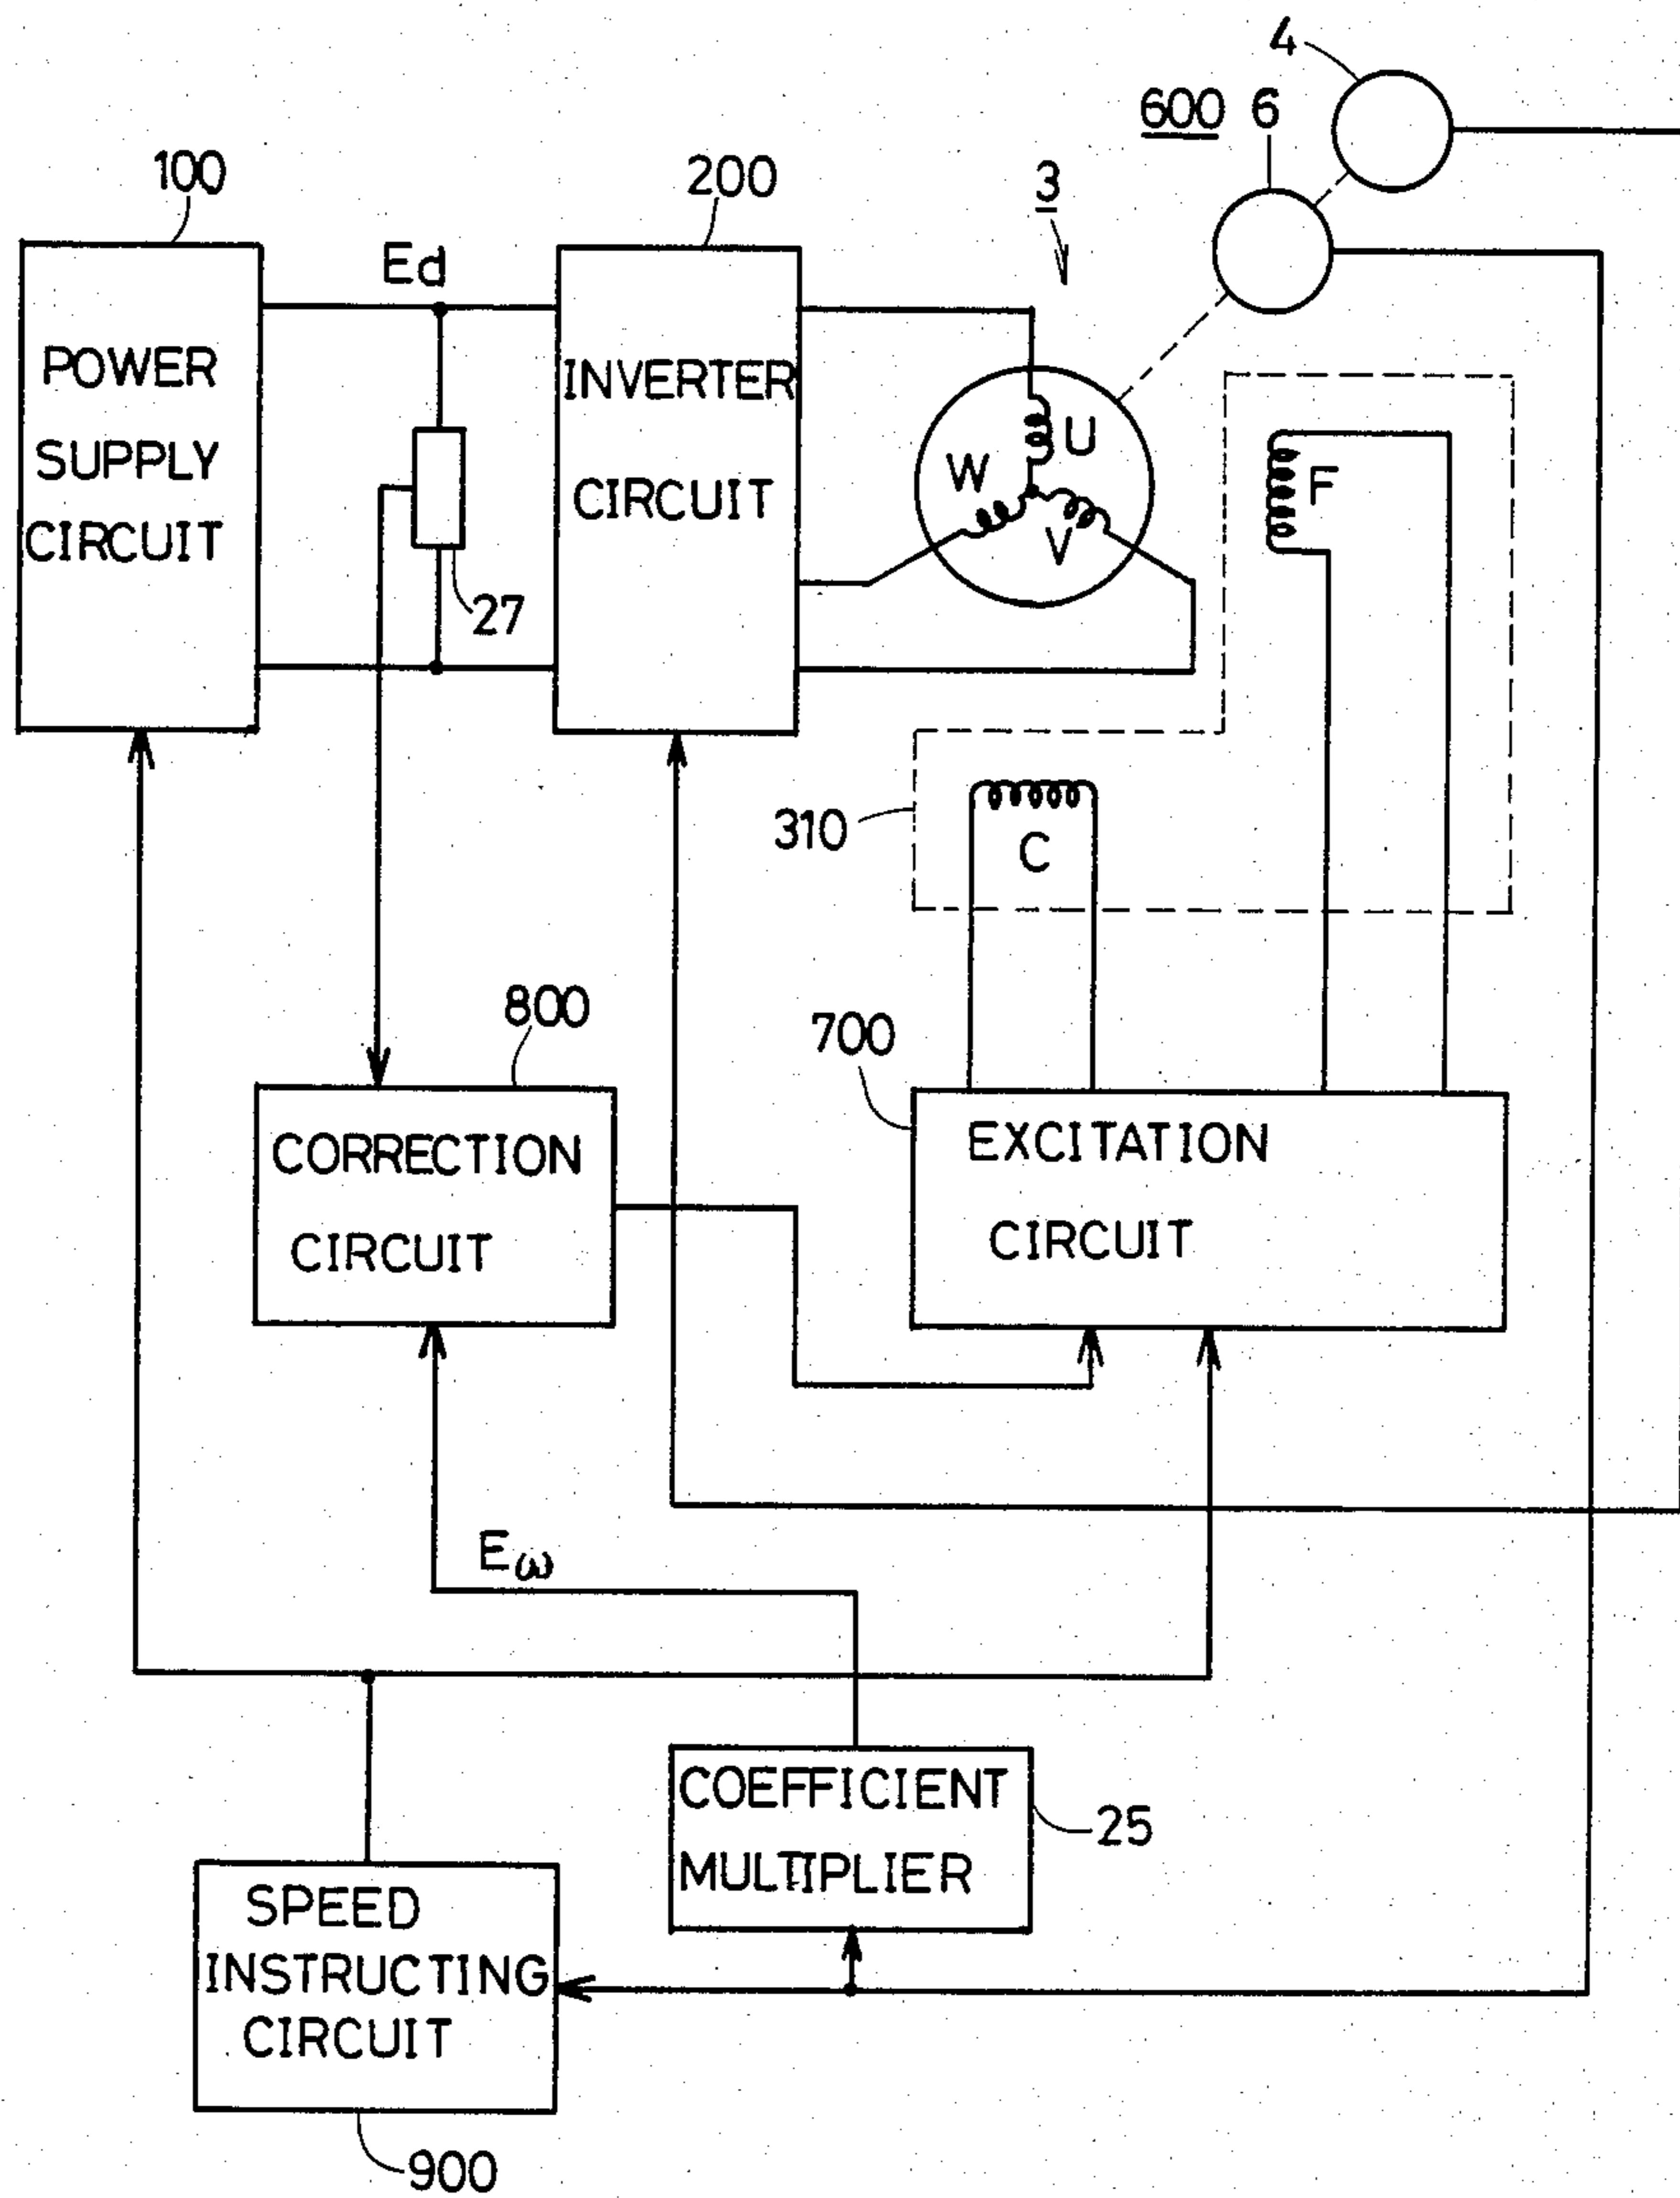 4
600 6
100
200
3
Ed
POWER
SUPPLY
CIRCUIT
INVERTER
CIRCUIT
U
W
V
F
27
310
C
800
700
CORRECTION
CIRCUIT
EXCITATION
CIRCUIT
Eω
COEFFICIENT
MULTIPLIER
25
SPEED
INSTRUCTING
CIRCUIT
900